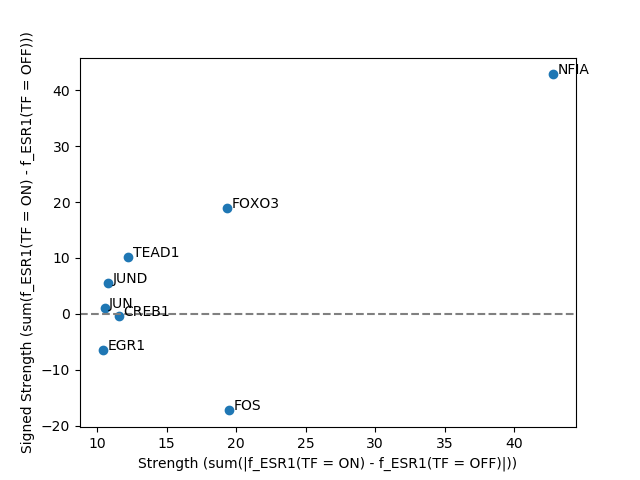 Signed Strength (sum(f_ESR1(TF = ON) - f_ESR1(TF = OFF)))
40
30
20
10
0
−10
−20
NFIA
FOXO3
TEAD1
JUND
JUN
CREB1
EGR1
FOS
10 15 20 25 30 35 40
Strength (sum(|f_ESR1(TF = ON) - f_ESR1(TF = OFF)|))